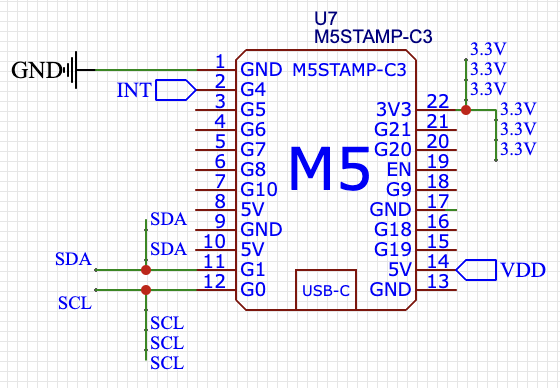 U7
M5STAMP-C3
3.3V
3.3V
3.3V
GND
1
GND
M5STAMP-C3
INT
2
G4
3
G5
3V3
22
3.3V
3.3V
3.3V
4
G6
G21
21
5
G7
G20
20
6
G8
EN
19
7
G10
G9
18
M5
8
5V
GND
17
SDA
9
GND
G18
16
SDA
10
5V
G19
15
SDA
11
G1
5V
14
VDD
SCL
12
G0
USB-C
GND
13
SCL
SCL
SCL